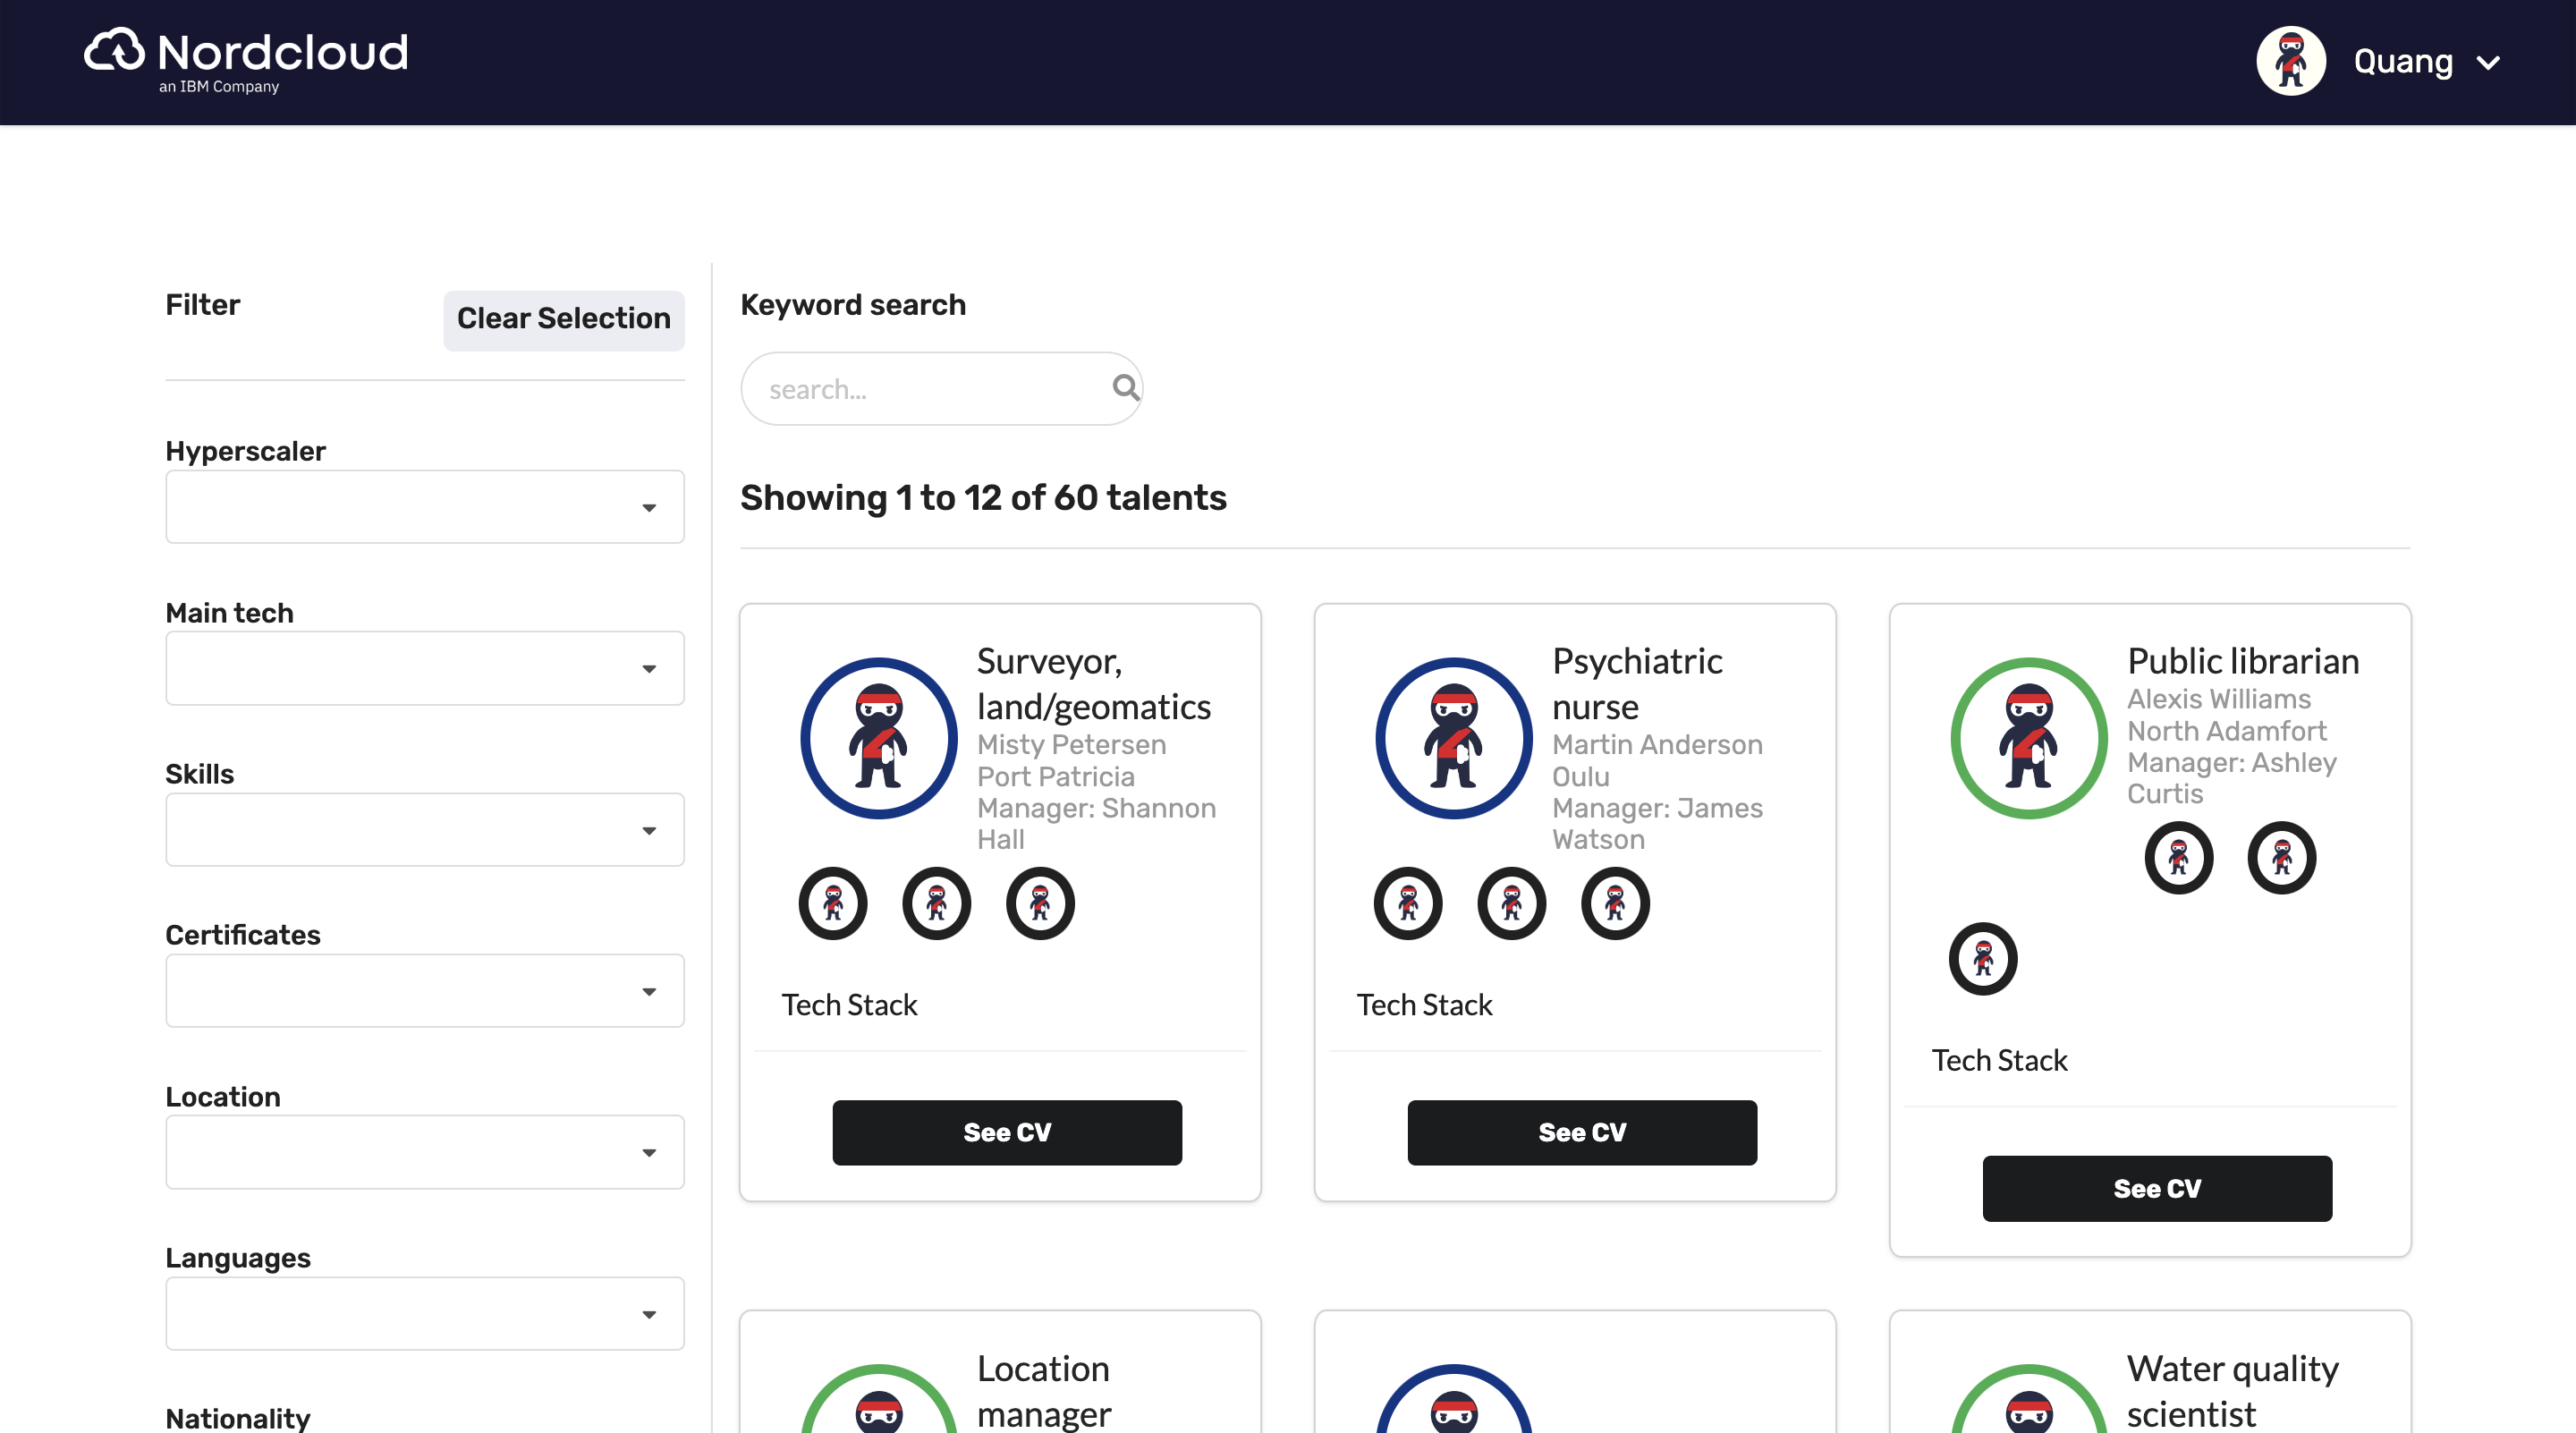 Nordcloud
an IBM Company
Quang
Filter
Clear Selection
Hyperscaler
Main tech
Skills
Certificates
Location
Languages
Nationality
Keyword search
search...
Showing 1 to 12 of 60 talents
Surveyor,
land/geomatics
Misty Petersen
Port Patricia
Manager: Shannon
Hall
Tech Stack
See CV
Psychiatric
nurse
Martin Anderson
Oulu
Manager: James
Watson
Tech Stack
See CV
Public librarian
Alexis Williams
North Adamfort
Manager: Ashley
Curtis
Tech Stack
See CV
Location
manager
Water quality
scientist